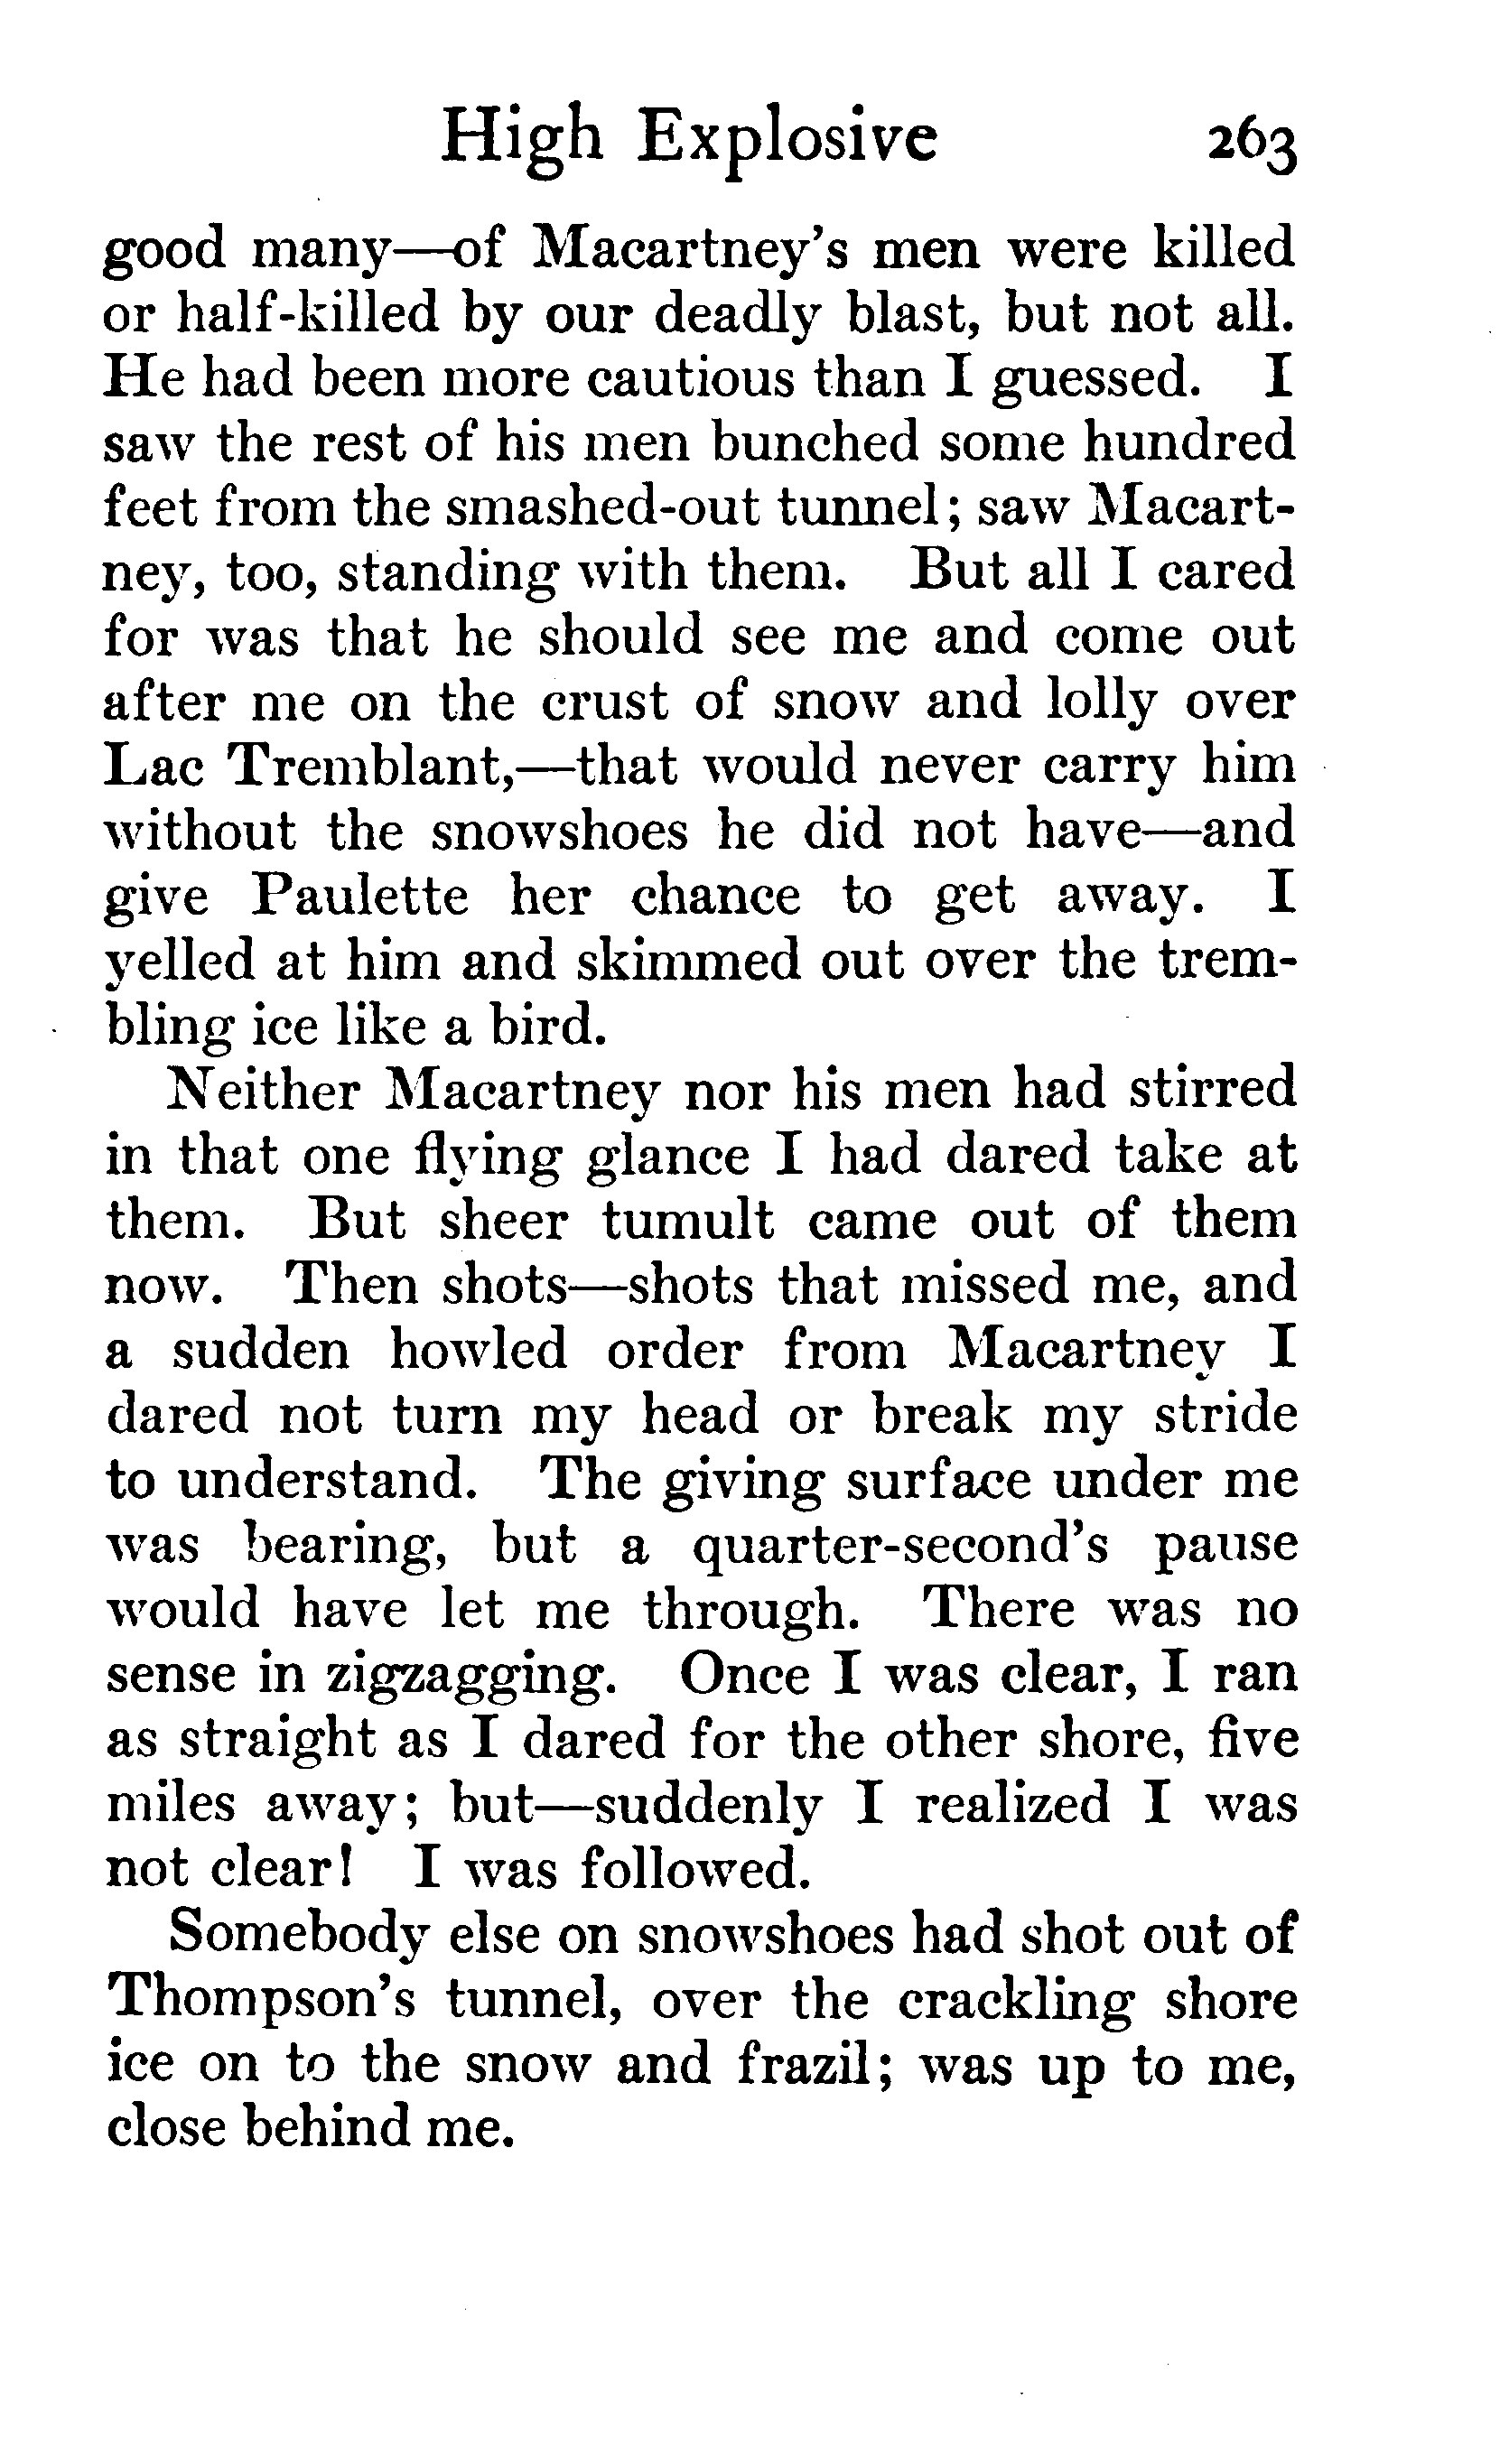 High Explosive 263
good many—of Macartney's men were killed
or half-killed by our deadly blast, but not all.
He had been more cautious than I guessed. I
saw the rest of his men bunched some hundred
feet from the smashed-out tunnel; saw Macart-
ney, too, standing with them. But all I cared
for was that he should see me and come out
after me on the crust of snow and lolly over
Lac Tremblant,—that would never carry him
without the snowshoes he did not have—and
give Paulette her chance to get away. I
yelled at him and skimmed out over the trem-
bling ice like a bird.
Neither Macartney nor his men had stirred
in that one flying glance I had dared take at
them. But sheer tumult came out of them
now. Then shots—shots that missed me, and
a sudden howled order from Macartney I
dared not turn my head or break my stride
to understand. The giving surface under me
was bearing, but a quarter-second's pause
would have let me through. There was no
sense in zigzagging. Once I was clear, I ran
as straight as I dared for the other shore, five
miles away; but—suddenly I realized I was
not clear! I was followed.
Somebody else on snowshoes had shot out of
Thompson's tunnel, over the crackling shore
ice on to the snow and frazil; was up to me,
close behind me.